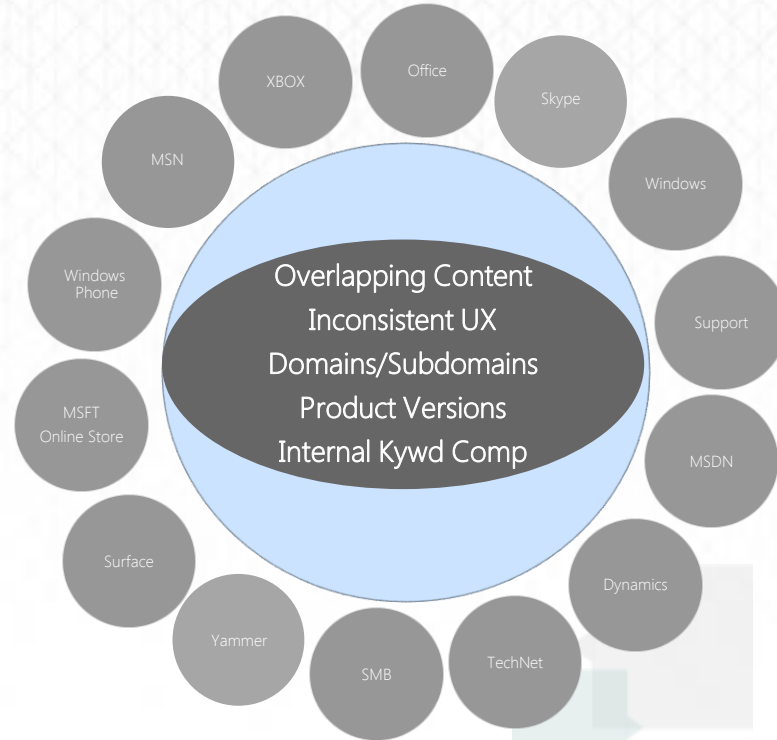 XBOX
Office
Skype
MSN
Windows
Windows
Phone
Support
MSFT
Online Store
MSDN
Surface
Dynamics
Yammer
SMB
TechNet
Overlapping Content
Inconsistent UX
Domains/Subdomains
Product Versions
Internal Kywd Comp